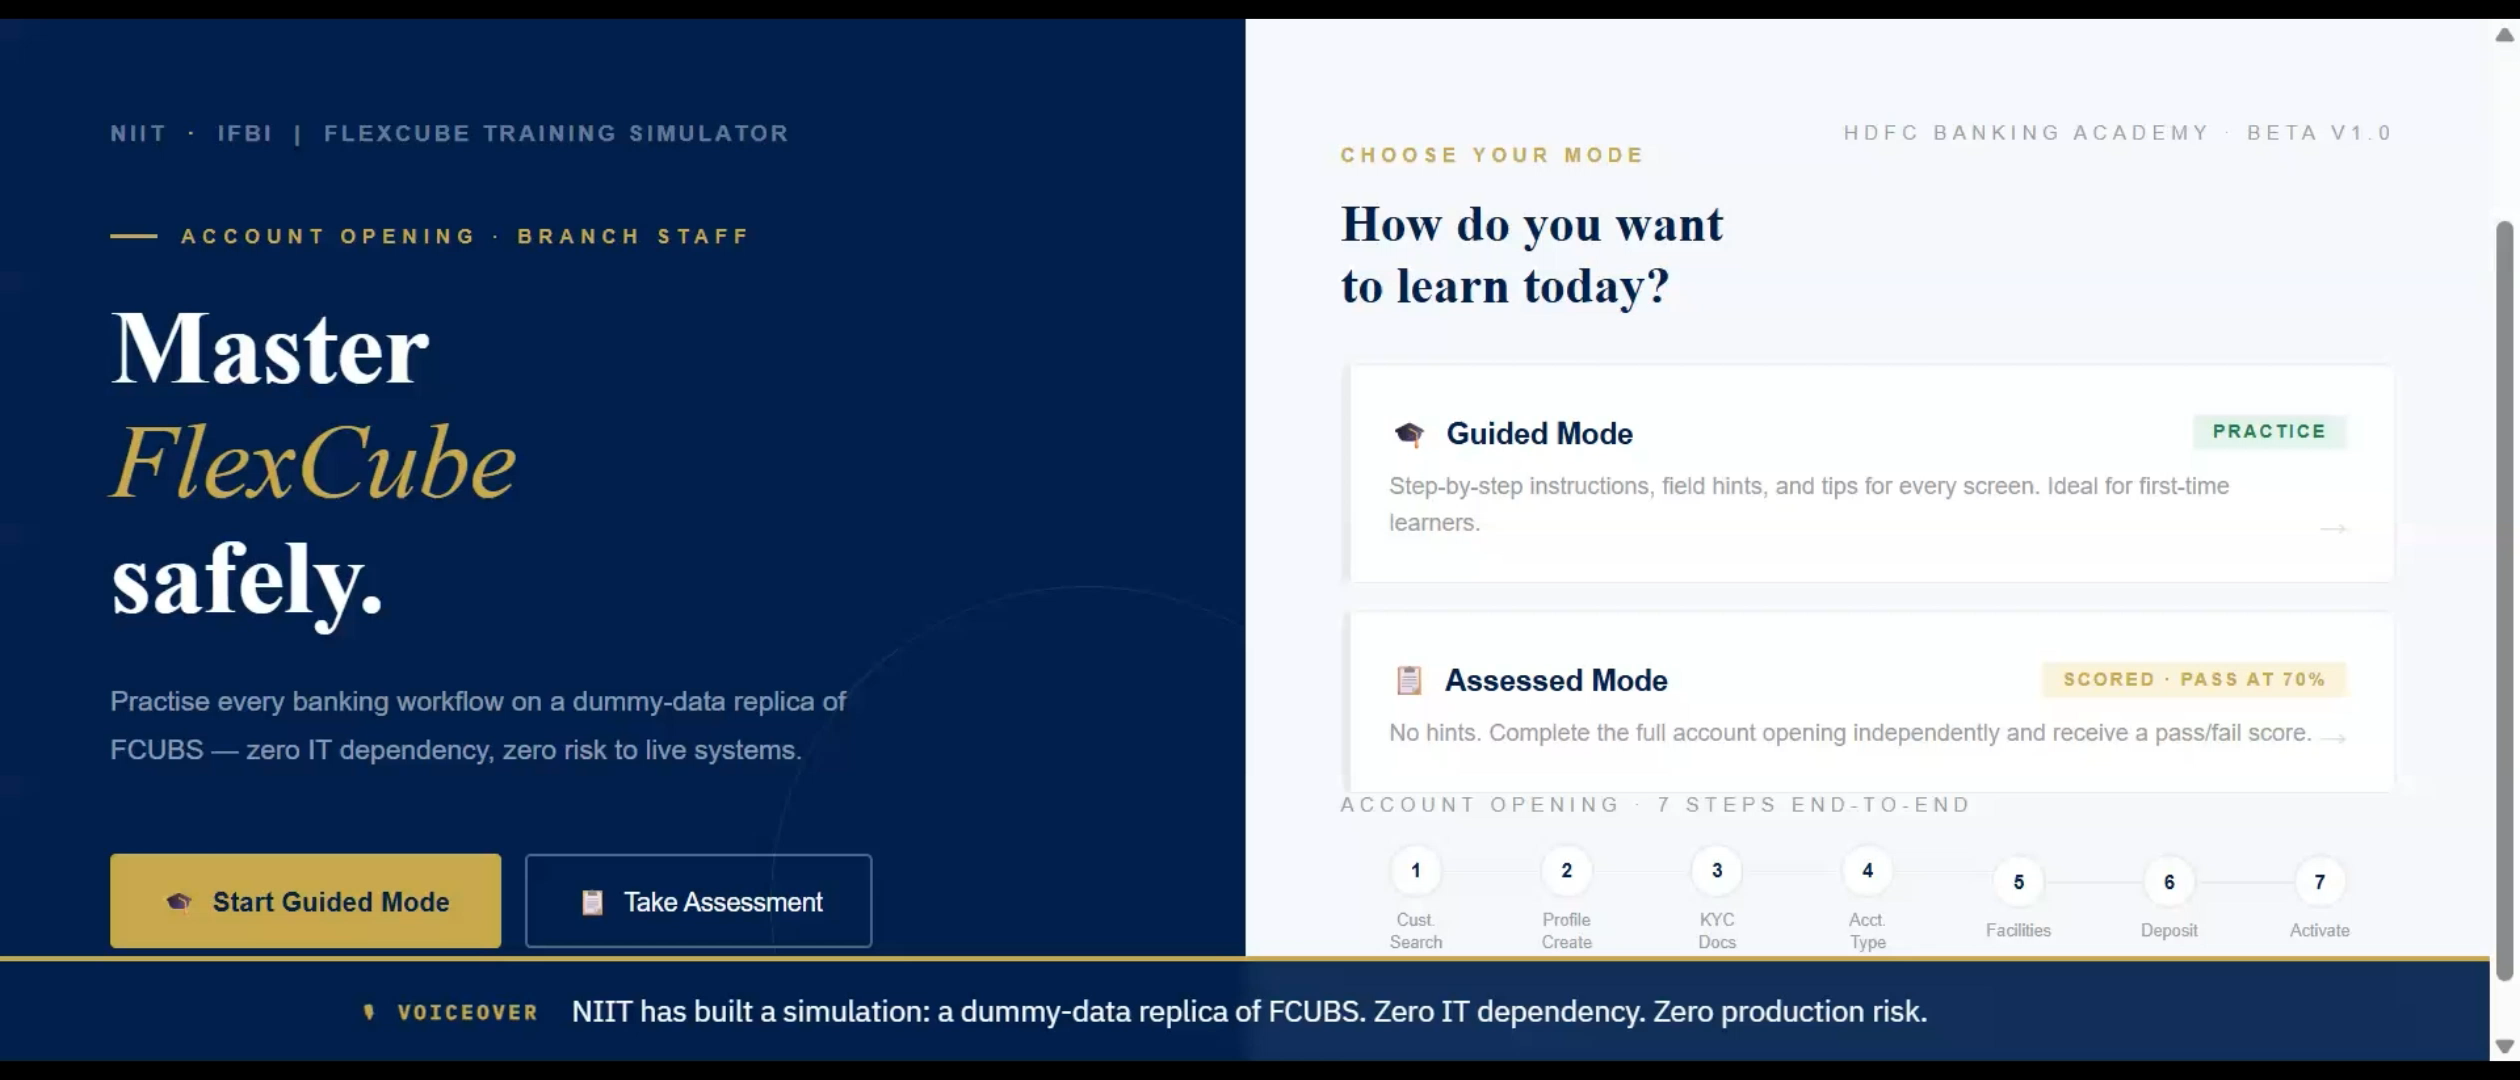 NIIT · IFBI | FLEXCUBE TRAINING SIMULATOR
ACCOUNT OPENING · BRANCH STAFF
Master
FlexCube
safely.
Practise every banking workflow on a dummy-data replica of
FCUBS — zero IT dependency, zero risk to live systems.
Start Guided Mode
Take Assessment
HDFC BANKING ACADEMY · BETA V1.0
CHOOSE YOUR MODE
How do you want
to learn today?
Guided Mode
PRACTICE
Step-by-step instructions, field hints, and tips for every screen. Ideal for first-time
learners.
→
Assessed Mode
SCORED · PASS AT 70%
No hints. Complete the full account opening independently and receive a pass/fail score. →
ACCOUNT OPENING · 7 STEPS END-TO-END
1
Cust.
Search
2
Profile
Create
3
KYC
Docs
4
Acct.
Type
5
Facilities
6
Deposit
7
Activate
VOICEOVER
NIIT has built a simulation: a dummy-data replica of FCUBS. Zero IT dependency. Zero production risk.